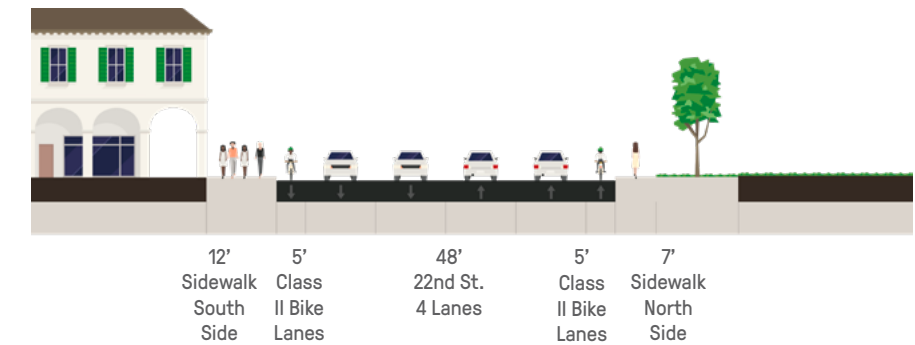 12’
Sidewalk
South
Side
5’
Class
II Bike
Lanes
48’
22nd St.
4 Lanes
5’
Class
II Bike
Lanes
7’
Sidewalk
North
Side